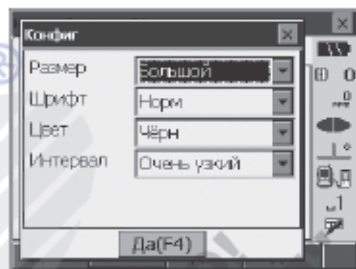 Конфиг
Размер Большой
Шрифт Норм
Цвет Чёрн
Интервал Очень узкий
Да(F4)